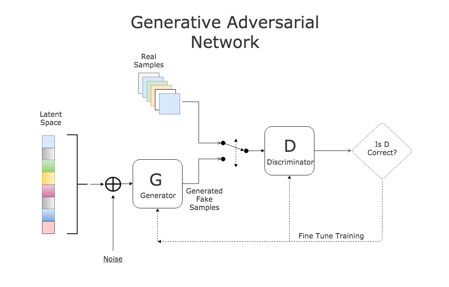 Generative Adversarial
Network
Real
Samples
Latent
Space
G
Generator
Generated
Fake
Samples
D
Discriminator
Is D
Correct?
Fine Tune Training
Noise